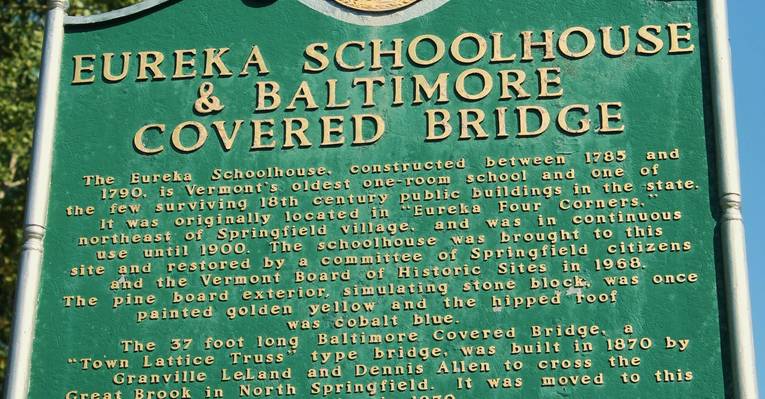 EUREKA SCHOOLHOUSE
& BALTIMORE
COVERED BRIDGE
The Eureka Schoolhouse, constructed between 1785 and
1790, is Vermont's oldest one-room school and one of
the few surviving 18th century public buildings in the state.
It was originally located in "Eureka Four Corners,"
northeast of Springfield village, and was in continuous
use until 1900. The schoolhouse was brought to this
site and restored by a committee of Springfield citizens
and the Vermont Board of Historic Sites in 1968.
The pine board exterior, simulating stone block, was once
painted golden yellow and the hipped roof
was cobalt blue.
The 37 foot long Baltimore Covered Bridge, a
"Town Lattice Truss" type bridge, was built in 1870 by
Granville LeLand and Dennis Allen to cross the
Great Brook in North Springfield. It was moved to this